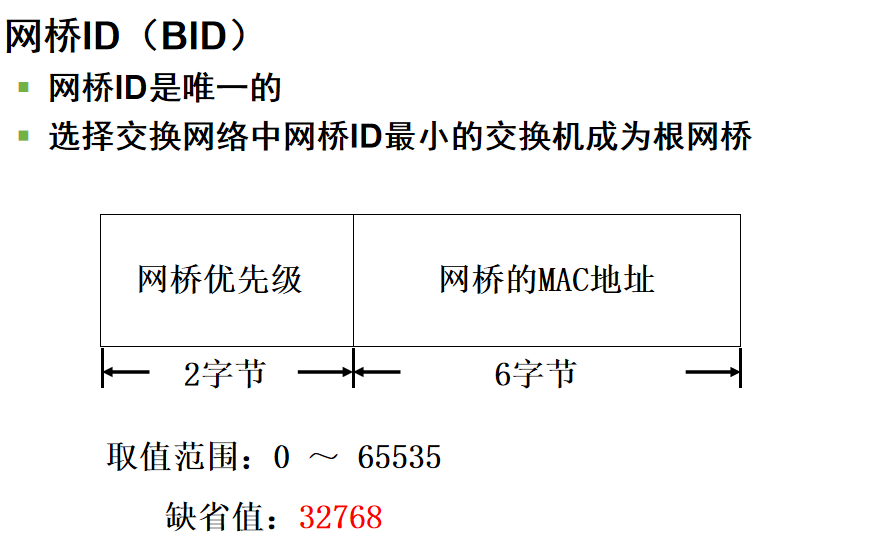 网桥ID（BID）
网桥ID是唯一的
选择交换网络中网桥ID最小的交换机成为根网桥
网桥优先级 网桥的MAC地址
2字节 6字节
取值范围：0 ～ 65535
缺省值：32768